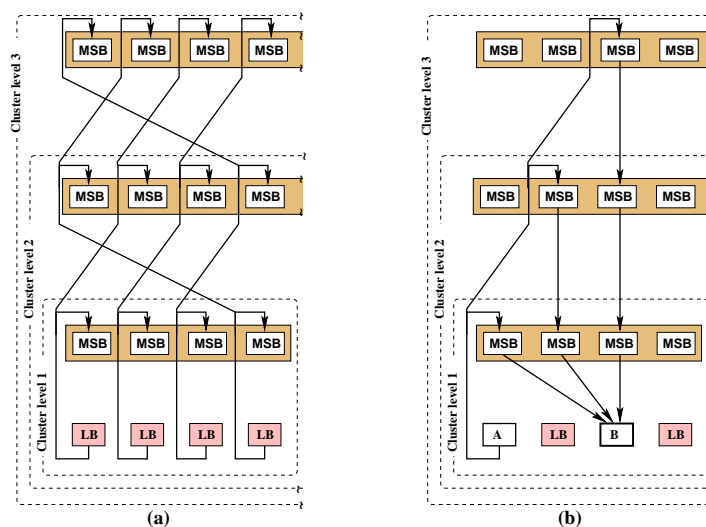 Cluster level 3
MSB MSB MSB MSB
Cluster level 2
MSB MSB MSB MSB
Cluster level 1
MSB MSB MSB MSB
LB LB LB LB
(a)
Cluster level 3
MSB MSB MSB MSB
Cluster level 2
MSB MSB MSB MSB
Cluster level 1
MSB MSB MSB MSB
A LB B LB
(b)